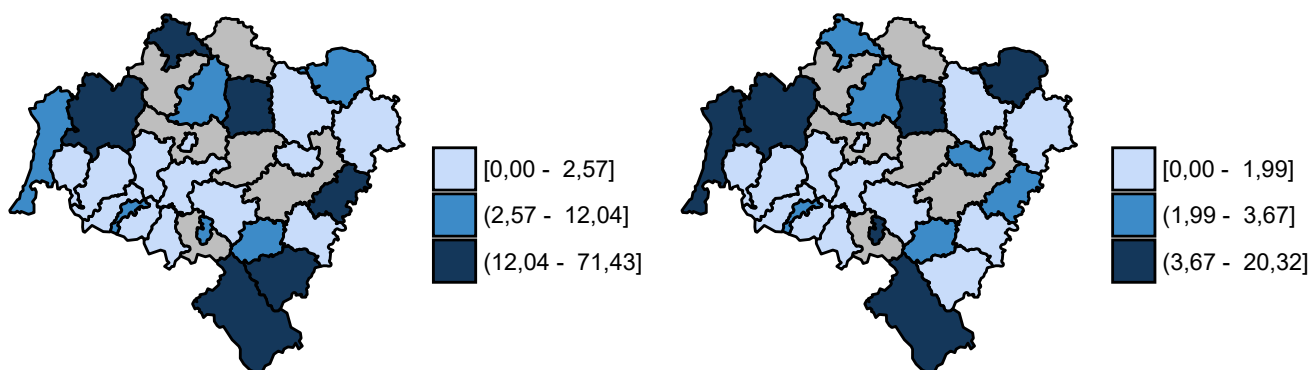 [0,00 - 2,57]
(2,57 - 12,04]
(12,04 - 71,43]
[0,00 - 1,99]
(1,99 - 3,67]
(3,67 - 20,32]